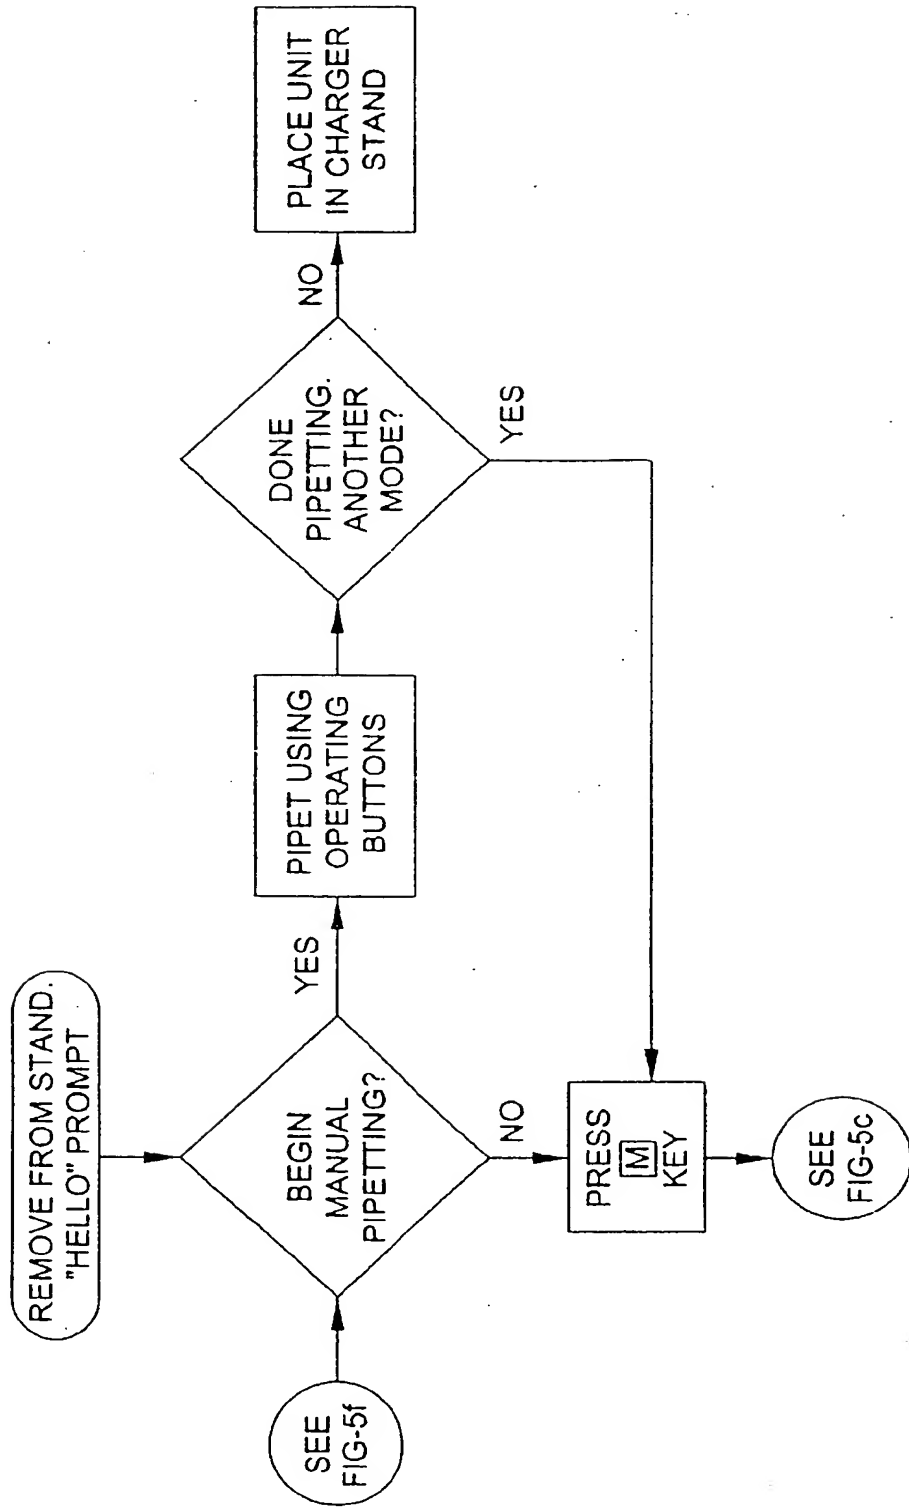 REMOVE FROM STAND.
"HELLO" PROMPT
SEE
FIG-5f
BEGIN
MANUAL
PIPETTING?
YES
PIPET USING
OPERATING
BUTTONS
DONE
PIPETTING.
ANOTHER
MODE?
NO
PLACE UNIT
IN CHARGER
STAND
NO
YES
PRESS
M
KEY
SEE
FIG-5c